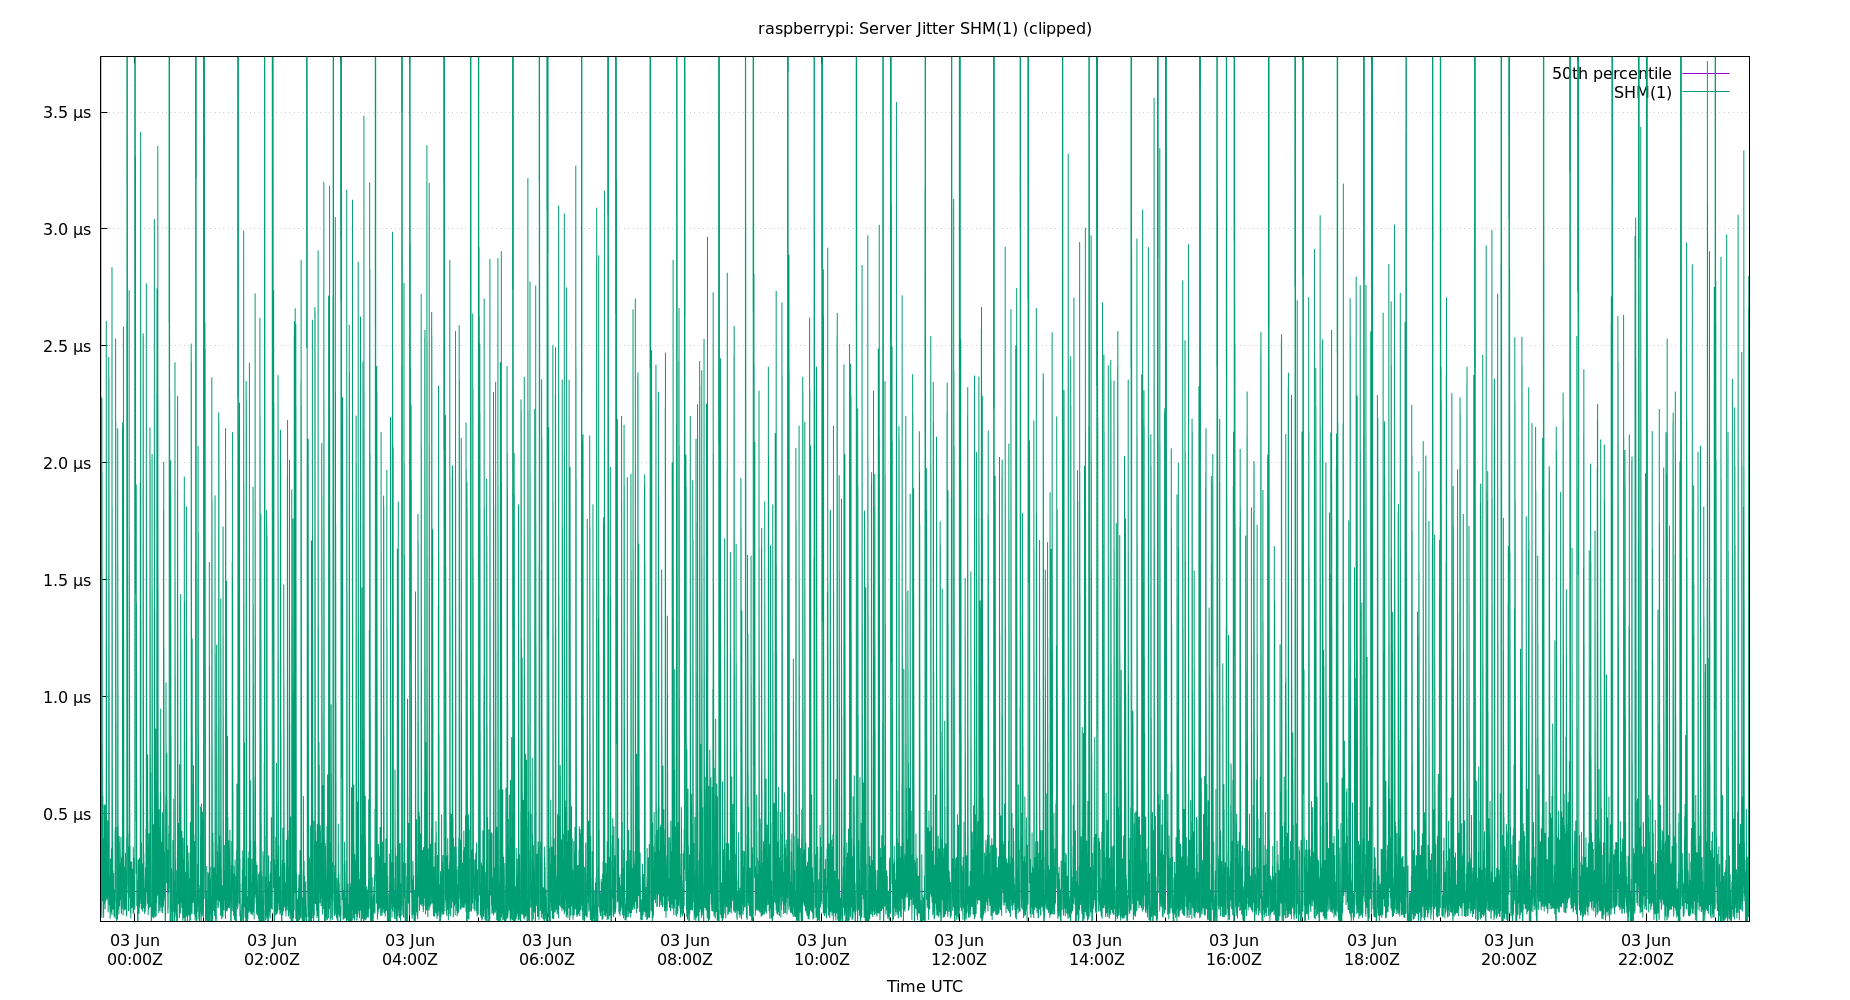 raspberrypi: Server Jitter SHM(1) (clipped)
50th percentile
SHM(1)
3.5 µs
3.0 µs
2.5 µs
2.0 µs
1.5 µs
1.0 µs
0.5 µs
03 Jun 03 Jun 03 Jun 03 Jun 03 Jun 03 Jun 03 Jun 03 Jun 03 Jun 03 Jun 03 Jun 03 Jun
00:00Z 02:00Z 04:00Z 06:00Z 08:00Z 10:00Z 12:00Z 14:00Z 16:00Z 18:00Z 20:00Z 22:00Z
Time UTC